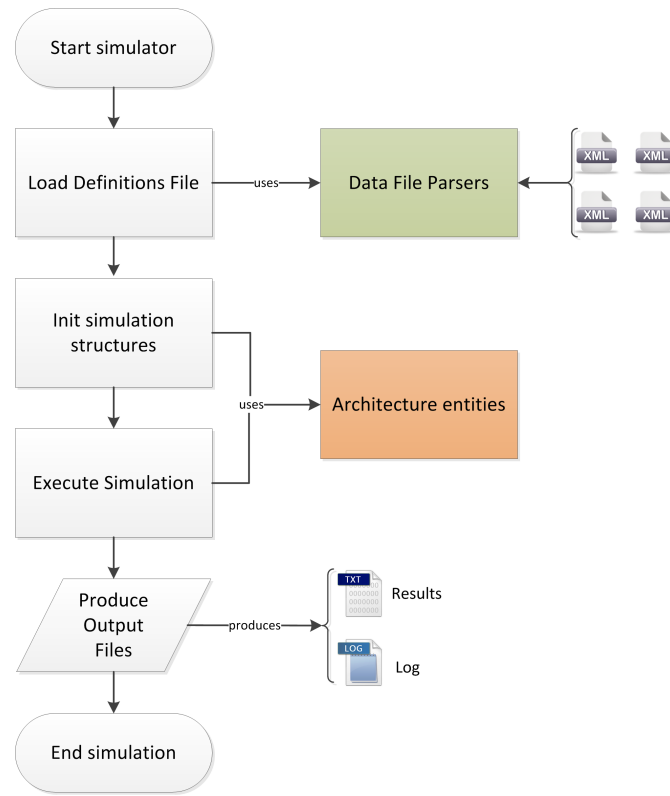 Start simulator
Load Definitions File
uses
Data File Parsers
XML
XML
XML
XML
Init simulation
structures
uses
Architecture entities
Execute Simulation
Produce
Output
Files
produces
TXT
Results
LOG
Log
End simulation